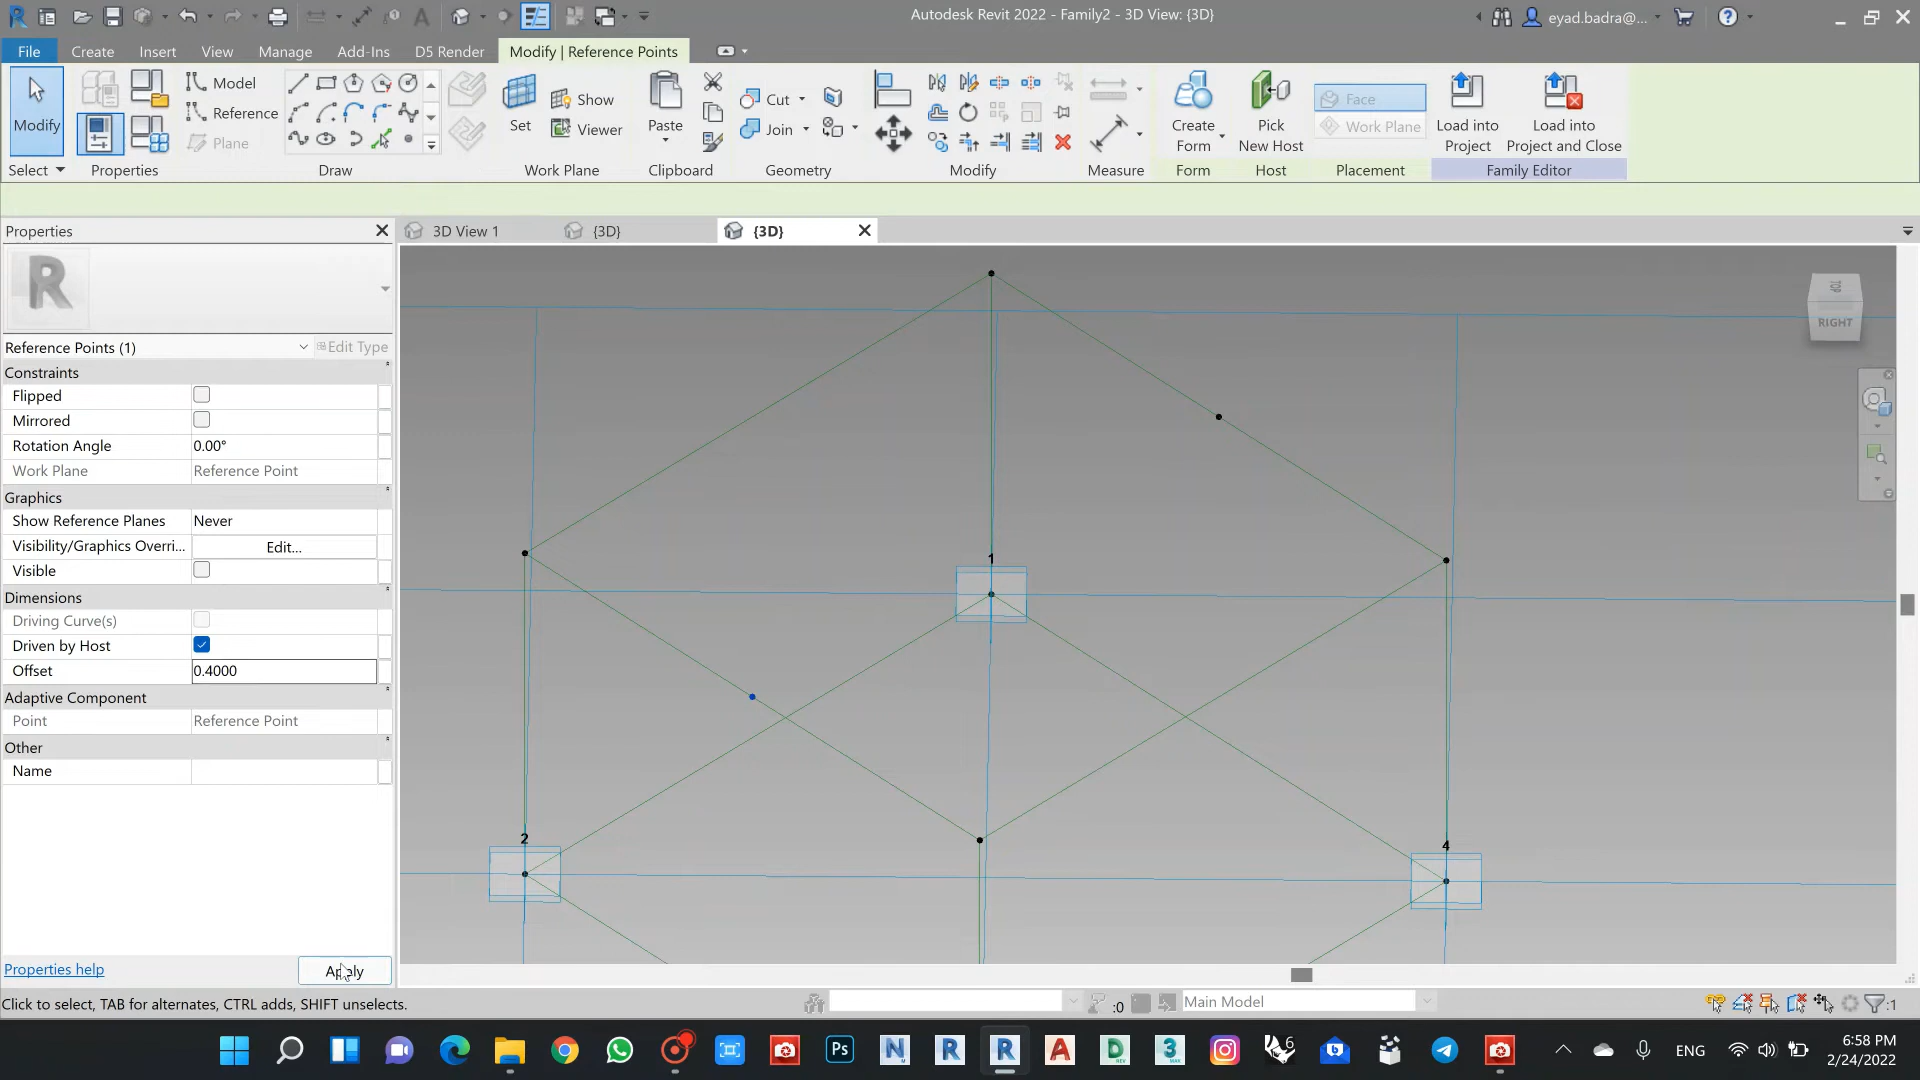 Autodesk Revit 2022 - Family2 - 3D View: {3D}
eyad.badra@...
File Create Insert View Manage Add-Ins D5 Render Modify | Reference Points
Modify
Select
Properties
Model
Reference
Plane
Draw
Set
Show
Viewer
Work Plane
Paste
Clipboard
Cut
Join
Geometry
Modify
Measure
Create
Form
Form
Pick
New Host
Host
Face
Work Plane
Placement
Load into
Project
Load into
Project and Close
Family Editor
Properties
3D View 1
{3D}
{3D}
R
Reference Points (1)
Edit Type
Constraints
Flipped
Mirrored
Rotation Angle 0.00°
Work Plane Reference Point
Graphics
Show Reference Planes Never
Visibility/Graphics Overri... Edit...
Visible
Dimensions
Driving Curve(s)
Driven by Host
Offset 0.4000
Adaptive Component
Point Reference Point
Other
Name
Properties help Apply
TOP
RIGHT
1
2
4
Click to select, TAB for alternates, CTRL adds, SHIFT unselects.
:0
Main Model
:1
Ps N R R A D 3 6
ENG
6:58 PM
2/24/2022